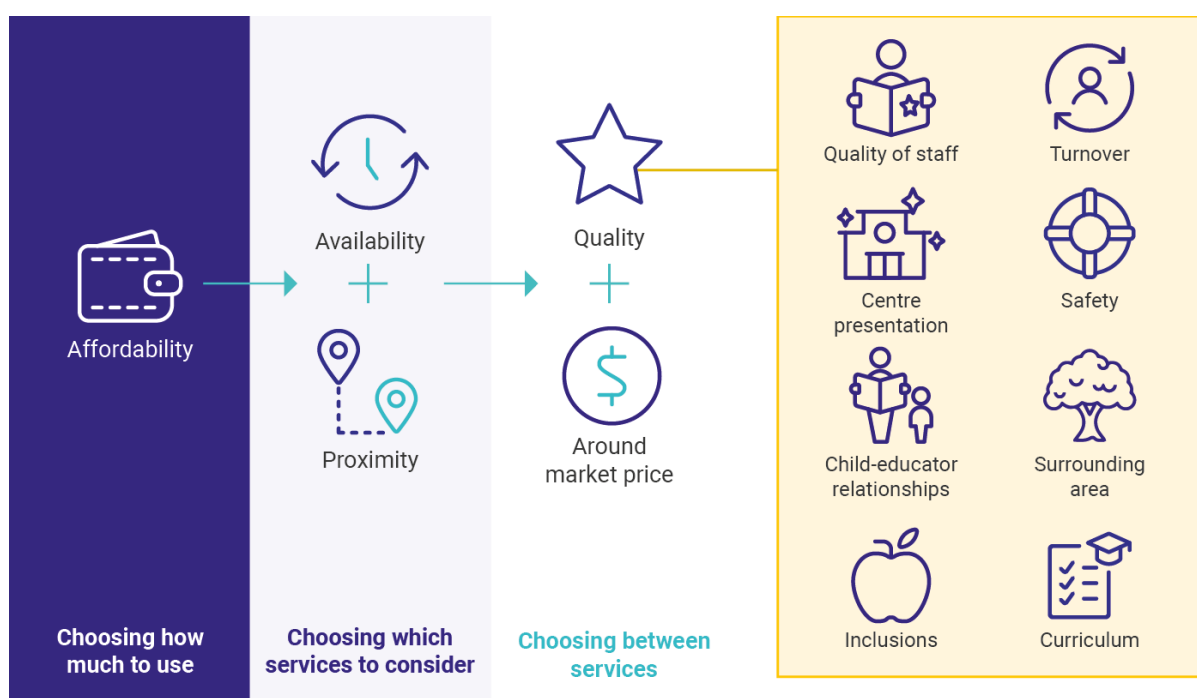 Affordability
Choosing how
much to use
Availability
Proximity
Choosing which
services to consider
Quality
$
Around
market price
Choosing between
services
Quality of staff
Turnover
Centre
presentation
Safety
Child-educator
relationships
Surrounding
area
Inclusions
Curriculum